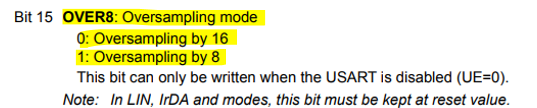 Bit 15 OVER8: Oversampling mode
0: Oversampling by 16
1: Oversampling by 8
This bit can only be written when the USART is disabled (UE=0).
Note: In LIN, IrDA and modes, this bit must be kept at reset value.